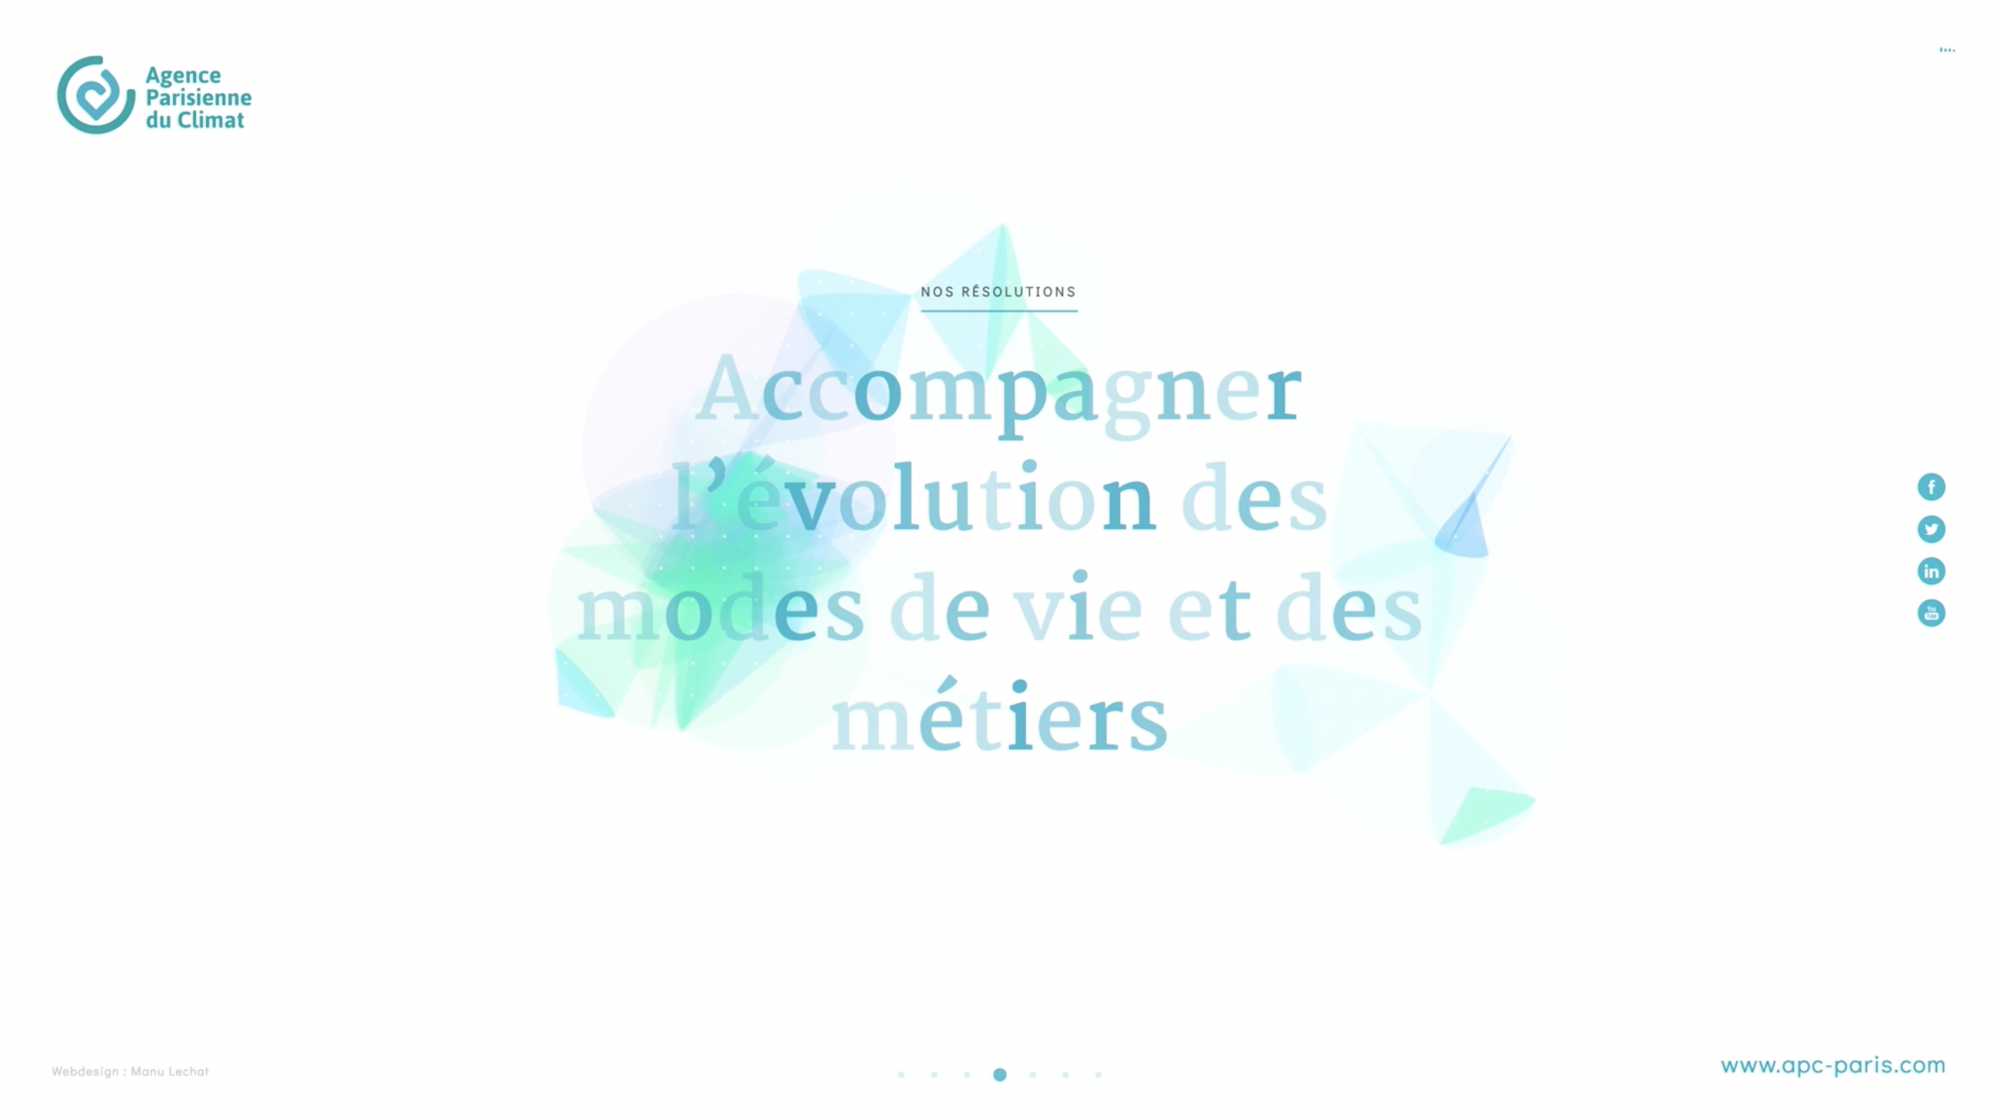 Agence
Parisienne
du Climat
NOS RÉSOLUTIONS
Accompagner
l’évolution des
modes de vie et des
métiers
Webdesign : Manu Lechat
www.apc-paris.com